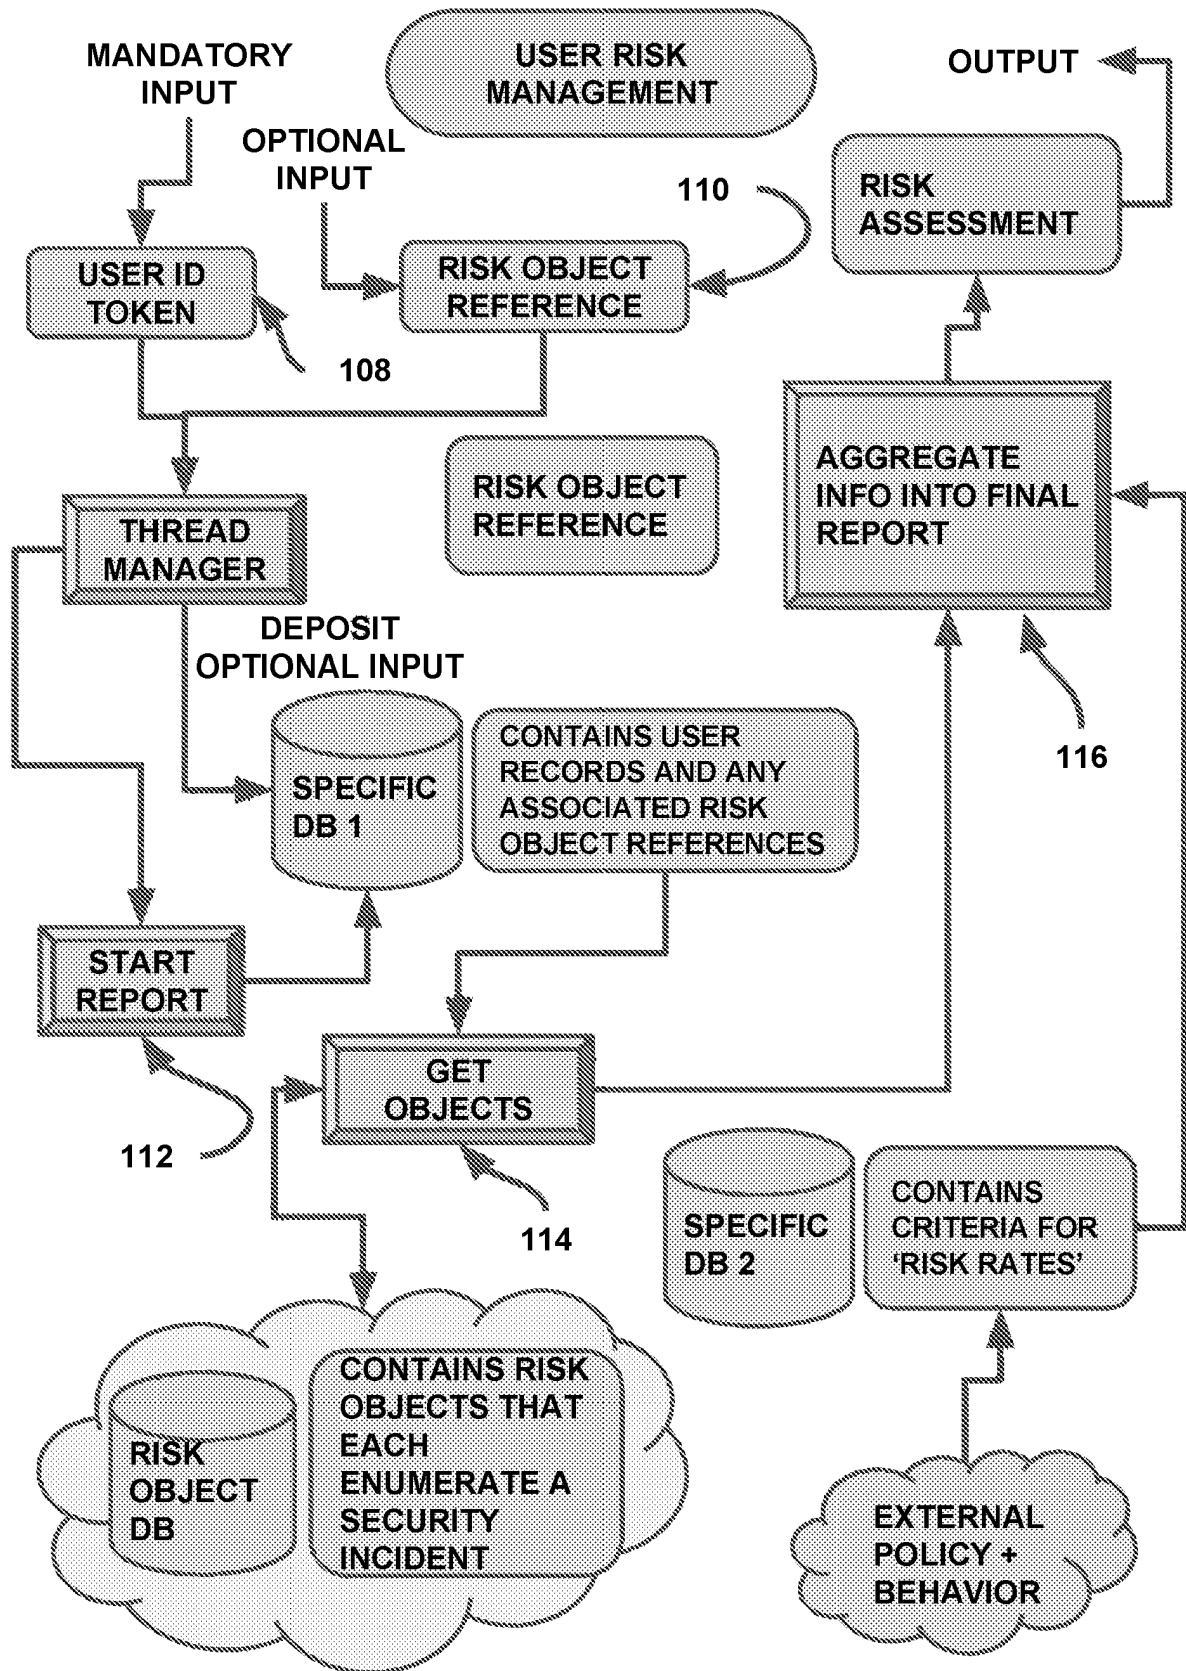 MANDATORY
INPUT
USER RISK
MANAGEMENT
OUTPUT
OPTIONAL
INPUT
110
RISK
ASSESSMENT
USER ID
TOKEN
RISK OBJECT
REFERENCE
108
AGGREGATE
INFO INTO FINAL
REPORT
RISK OBJECT
REFERENCE
THREAD
MANAGER
DEPOSIT
OPTIONAL INPUT
SPECIFIC
DB 1
CONTAINS USER
RECORDS AND ANY
ASSOCIATED RISK
OBJECT REFERENCES
116
START
REPORT
GET
OBJECTS
112
114
SPECIFIC
DB 2
CONTAINS
CRITERIA FOR
‘RISK RATES’
RISK
OBJECT
DB
CONTAINS RISK
OBJECTS THAT
EACH
ENUMERATE A
SECURITY
INCIDENT
EXTERNAL
POLICY +
BEHAVIOR